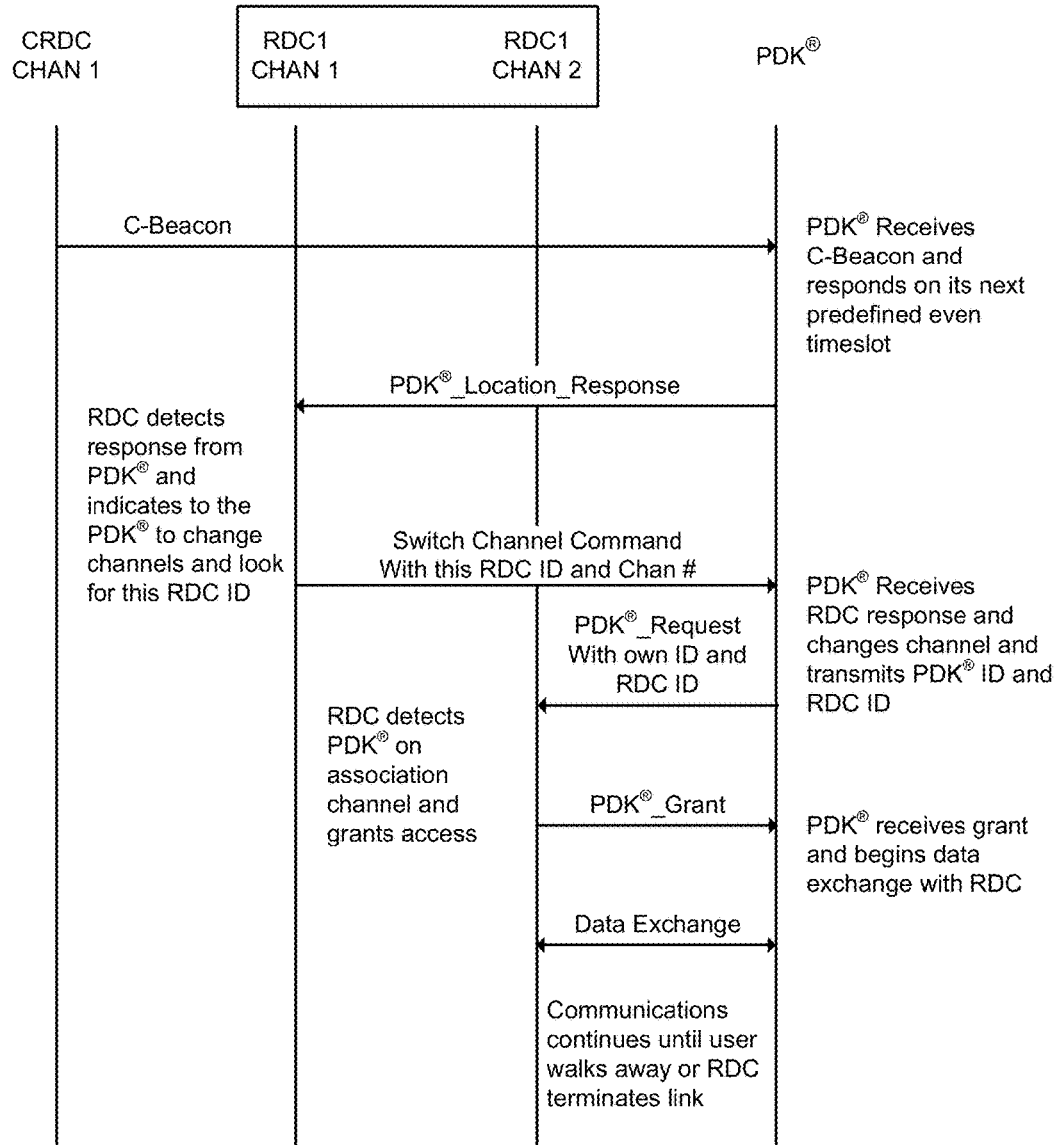 CRDC
CHAN 1
RDC1
CHAN 1
RDC1
CHAN 2
PDK®
C-Beacon
PDK® Receives
C-Beacon and
responds on its next
predefined even
timeslot
PDK®_Location_Response
RDC detects
response from
PDK® and
indicates to the
PDK® to change
channels and look
for this RDC ID
Switch Channel Command
With this RDC ID and Chan #
PDK® Receives
RDC response and
changes channel and
transmits PDK® ID and
RDC ID
PDK®_Request
With own ID and
RDC ID
RDC detects
PDK® on
association
channel and
grants access
PDK®_Grant
PDK® receives grant
and begins data
exchange with RDC
Data Exchange
Communications
continues until user
walks away or RDC
terminates link